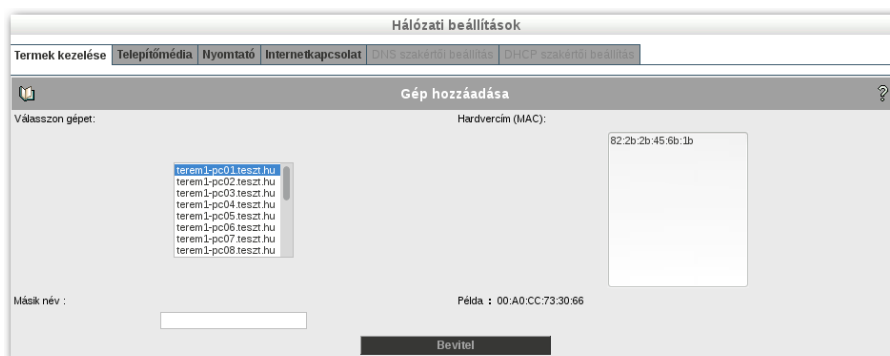 Hálózati beállítások
Termek kezelése Telepítőmédia Nyomtató Internetkapcsolat DNS szakértői beállítás DHCP szakértői beállítás
Gép hozzáadása ?
Válasszon gépet: Hardvercím (MAC):
82:2b:2b:45:6b:1b
terem1-pc01.teszt.hu
terem1-pc02.teszt.hu
terem1-pc03.teszt.hu
terem1-pc04.teszt.hu
terem1-pc05.teszt.hu
terem1-pc06.teszt.hu
terem1-pc07.teszt.hu
terem1-pc08.teszt.hu
Másik név : Példa : 00:A0:CC:73:30:66
Bevitel